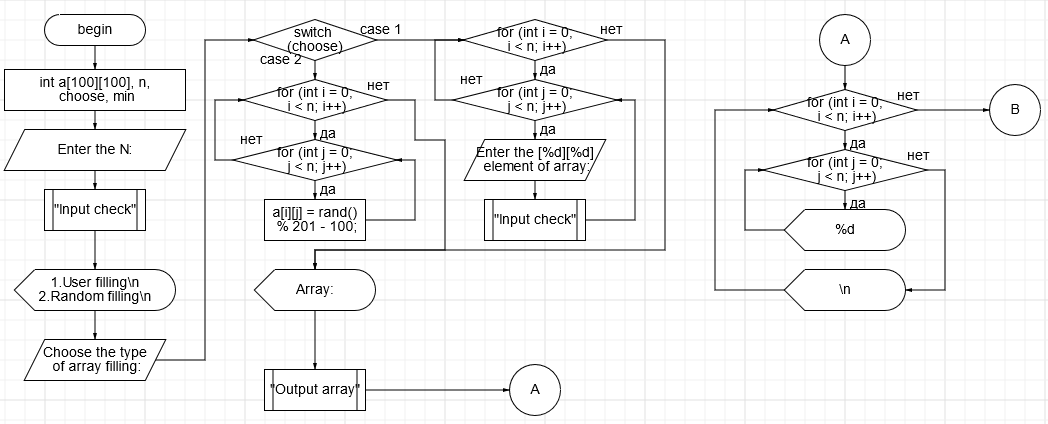 begin
int a[100][100], n,
choose, min
Enter the N:
"Input check"
1.User filling\n
2.Random filling\n
Choose the type
of array filling:
switch
(choose)
case 1
case 2
for (int i = 0;
i < n; i++)
нет
да
for (int j = 0;
j < n; j++)
нет
да
a[i][j] = rand()
% 201 - 100;
for (int i = 0;
i < n; i++)
нет
да
for (int j = 0;
j < n; j++)
нет
да
Enter the [%d][%d]
element of array:
"Input check"
Array:
"Output array"
A
A
for (int i = 0;
i < n; i++)
нет
B
да
for (int j = 0;
j < n; j++)
нет
да
%d
\n